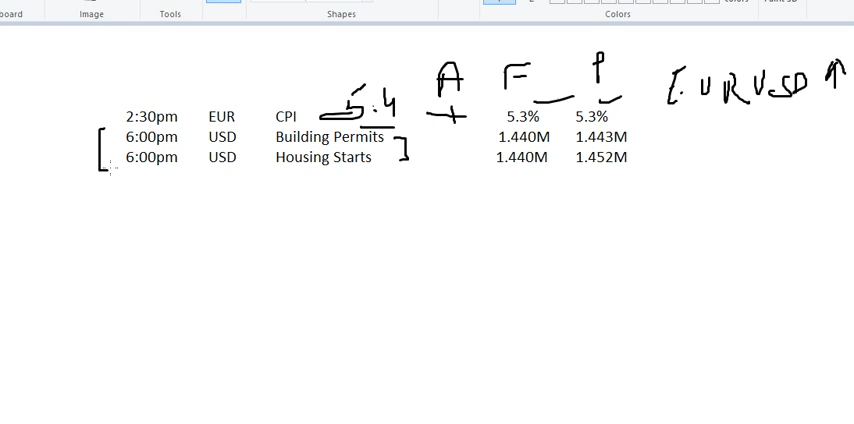 Image Tools Shapes Colors
A F P EURUSD ↑
5.4
2:30pm EUR CPI 5.3% 5.3%
6:00pm USD Building Permits 1.440M 1.443M
6:00pm USD Housing Starts 1.440M 1.452M